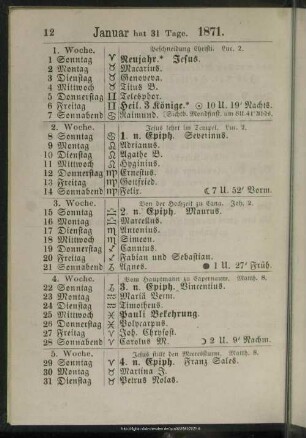 12 Januar hat 31 Tage. 1871.
1. Woche. Beschneidung Christi. Luc. 2.
1 Sonntag ♈ Neujahr.* Jesus.
2 Montag ♉ Macarius.
3 Dienstag ♉ Genoveva.
4 Mittwoch ♊ Titus B.
5 Donnerstag ♊ Telesphor.
6 Freitag ♊ Heil. 3 Könige.* 10 U. 19′ Nachts.
7 Sonnabend ♋ Raimund. (Sichtb. Mondfinst. um 8 U. 41′ Abds.
2. Woche. Jesus lehrt im Tempel. Luc. 2.
8 Sonntag ♋ 1. n. Epiph. Severinus.
9 Montag ♌ Adrianus.
10 Dienstag ♌ Agathe B.
11 Mittwoch ♍ Hyginius.
12 Donnerstag ♍ Ernestus.
13 Freitag ♎ Gottfried.
14 Sonnabend ♎ Felix. ☾ 7 U. 52′ Vorm.
3. Woche. Von der Hochzeit zu Cana. Joh. 2.
15 Sonntag ♎ 2. n. Epiph. Maurus.
16 Montag ♏ Marcellus.
17 Dienstag ♏ Antonius.
18 Mittwoch ♐ Simeon.
19 Donnerstag ♐ Canutus.
20 Freitag ♑ Fabian und Sebastian.
21 Sonnabend ♑ Agnes. ● 1 U. 27′ Früh.
4. Woche. Vom Hauptmann zu Capernaum. Matth. 8.
22 Sonntag ♒ 3. n. Epiph. Vincentius.
23 Montag ♒ Mariä Verm.
24 Dienstag ♓ Timotheus.
25 Mittwoch ♓ Pauli Bekehrung.
26 Donnerstag ♓ Polycarpus.
27 Freitag ♈ Joh. Chrysost.
28 Sonnabend ♈ Carolus M. ☽ 2 U. 9′ Nachm.
5. Woche. Jesus stillt den Meeressturm. Matth. 8.
29 Sonntag ♉ 4. n. Epiph. Franz Sales.
30 Montag ♉ Martina J.
31 Dienstag ♊ Petrus Nolas.